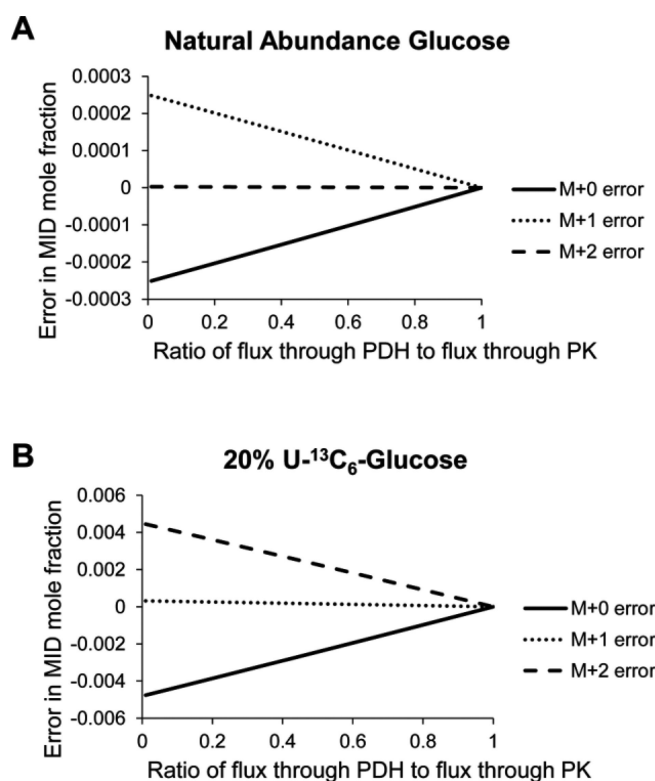 A
Natural Abundance Glucose
Error in MID mole fraction
0.0003
0.0002
0.0001
0
-0.0001
-0.0002
-0.0003
0 0.2 0.4 0.6 0.8 1
Ratio of flux through PDH to flux through PK
M+0 error
M+1 error
M+2 error
B
20% U-¹³C₆-Glucose
Error in MID mole fraction
0.006
0.004
0.002
0
-0.002
-0.004
-0.006
0 0.2 0.4 0.6 0.8 1
Ratio of flux through PDH to flux through PK
M+0 error
M+1 error
M+2 error